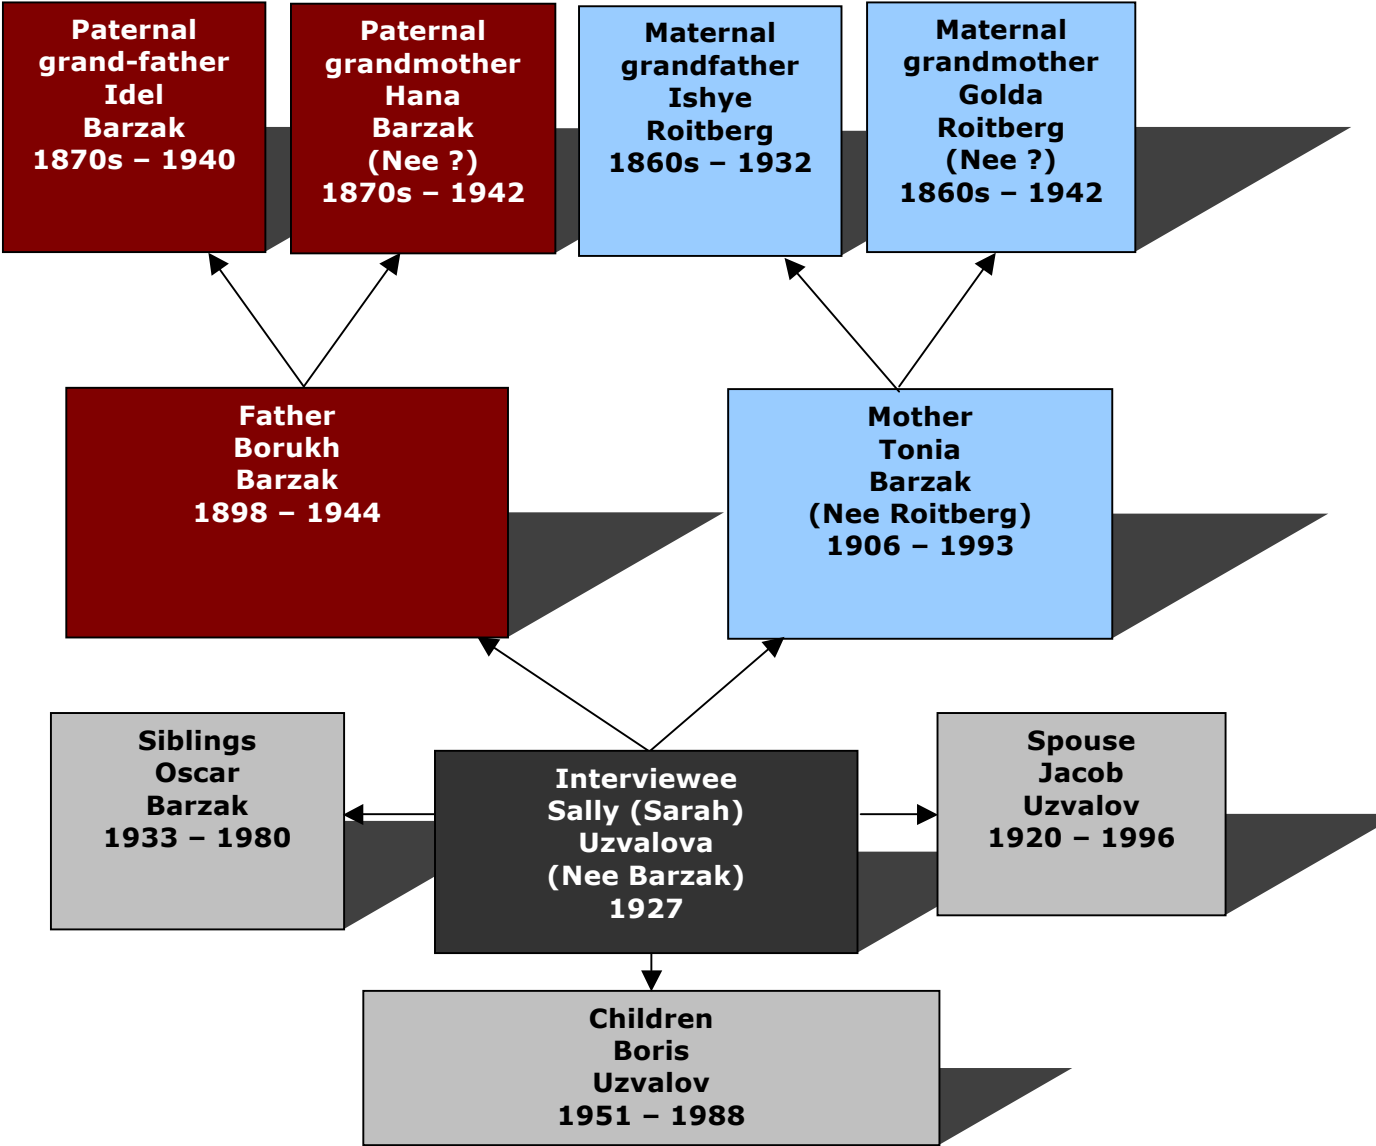 Paternal
grand-father
Idel
Barzak
1870s – 1940
Paternal
grandmother
Hana
Barzak
(Nee ?)
1870s – 1942
Maternal
grandfather
Ishye
Roitberg
1860s – 1932
Maternal
grandmother
Golda
Roitberg
(Nee ?)
1860s – 1942
Father
Borukh
Barzak
1898 – 1944
Mother
Tonia
Barzak
(Nee Roitberg)
1906 – 1993
Siblings
Oscar
Barzak
1933 – 1980
Interviewee
Sally (Sarah)
Uzvalova
(Nee Barzak)
1927
Spouse
Jacob
Uzvalov
1920 – 1996
Children
Boris
Uzvalov
1951 – 1988